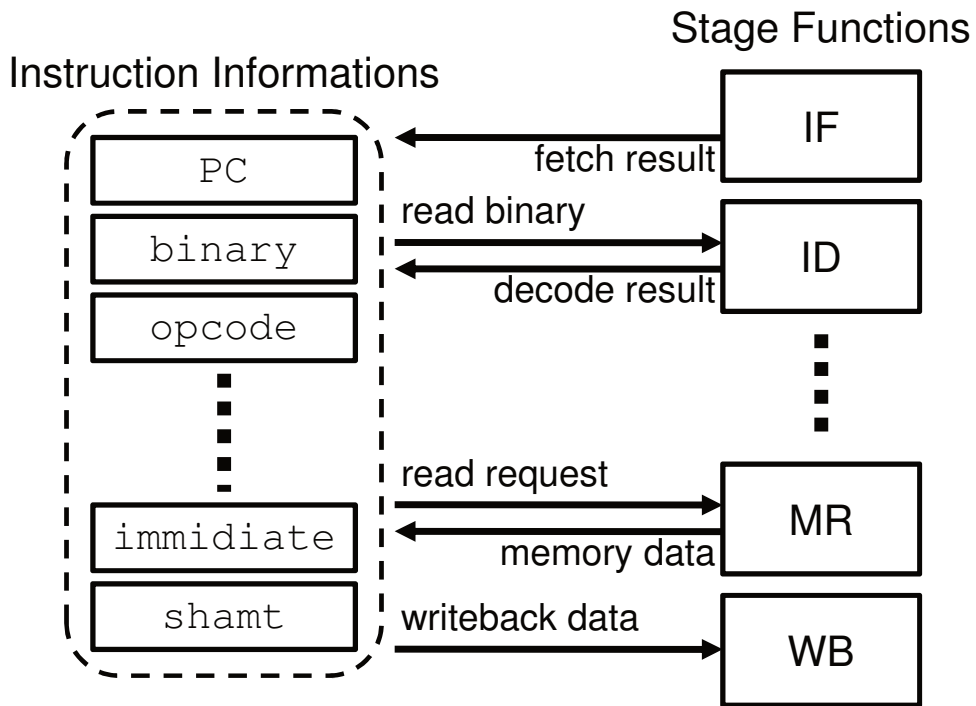 Stage Functions
Instruction Informations
IF
fetch result
PC
read binary
binary
ID
decode result
opcode
read request
immidiate
MR
memory data
shamt
writeback data
WB